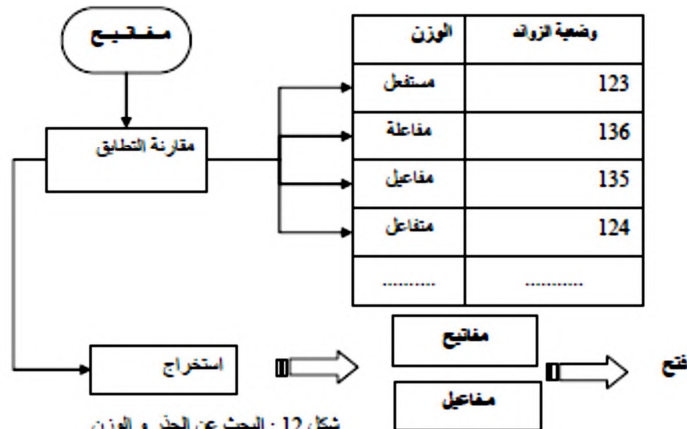 مـفـاتـيـح
الوزن وضعية الزوائد
مستفعل 123
مقارنة التطابق
مفاعلة 136
مفاعيل 135
متفاعل 124
.......... ...........
مفاتيح
استخراج
فتح
مفاعيل
شكل 12 : البحث عن الجذر و الوزن